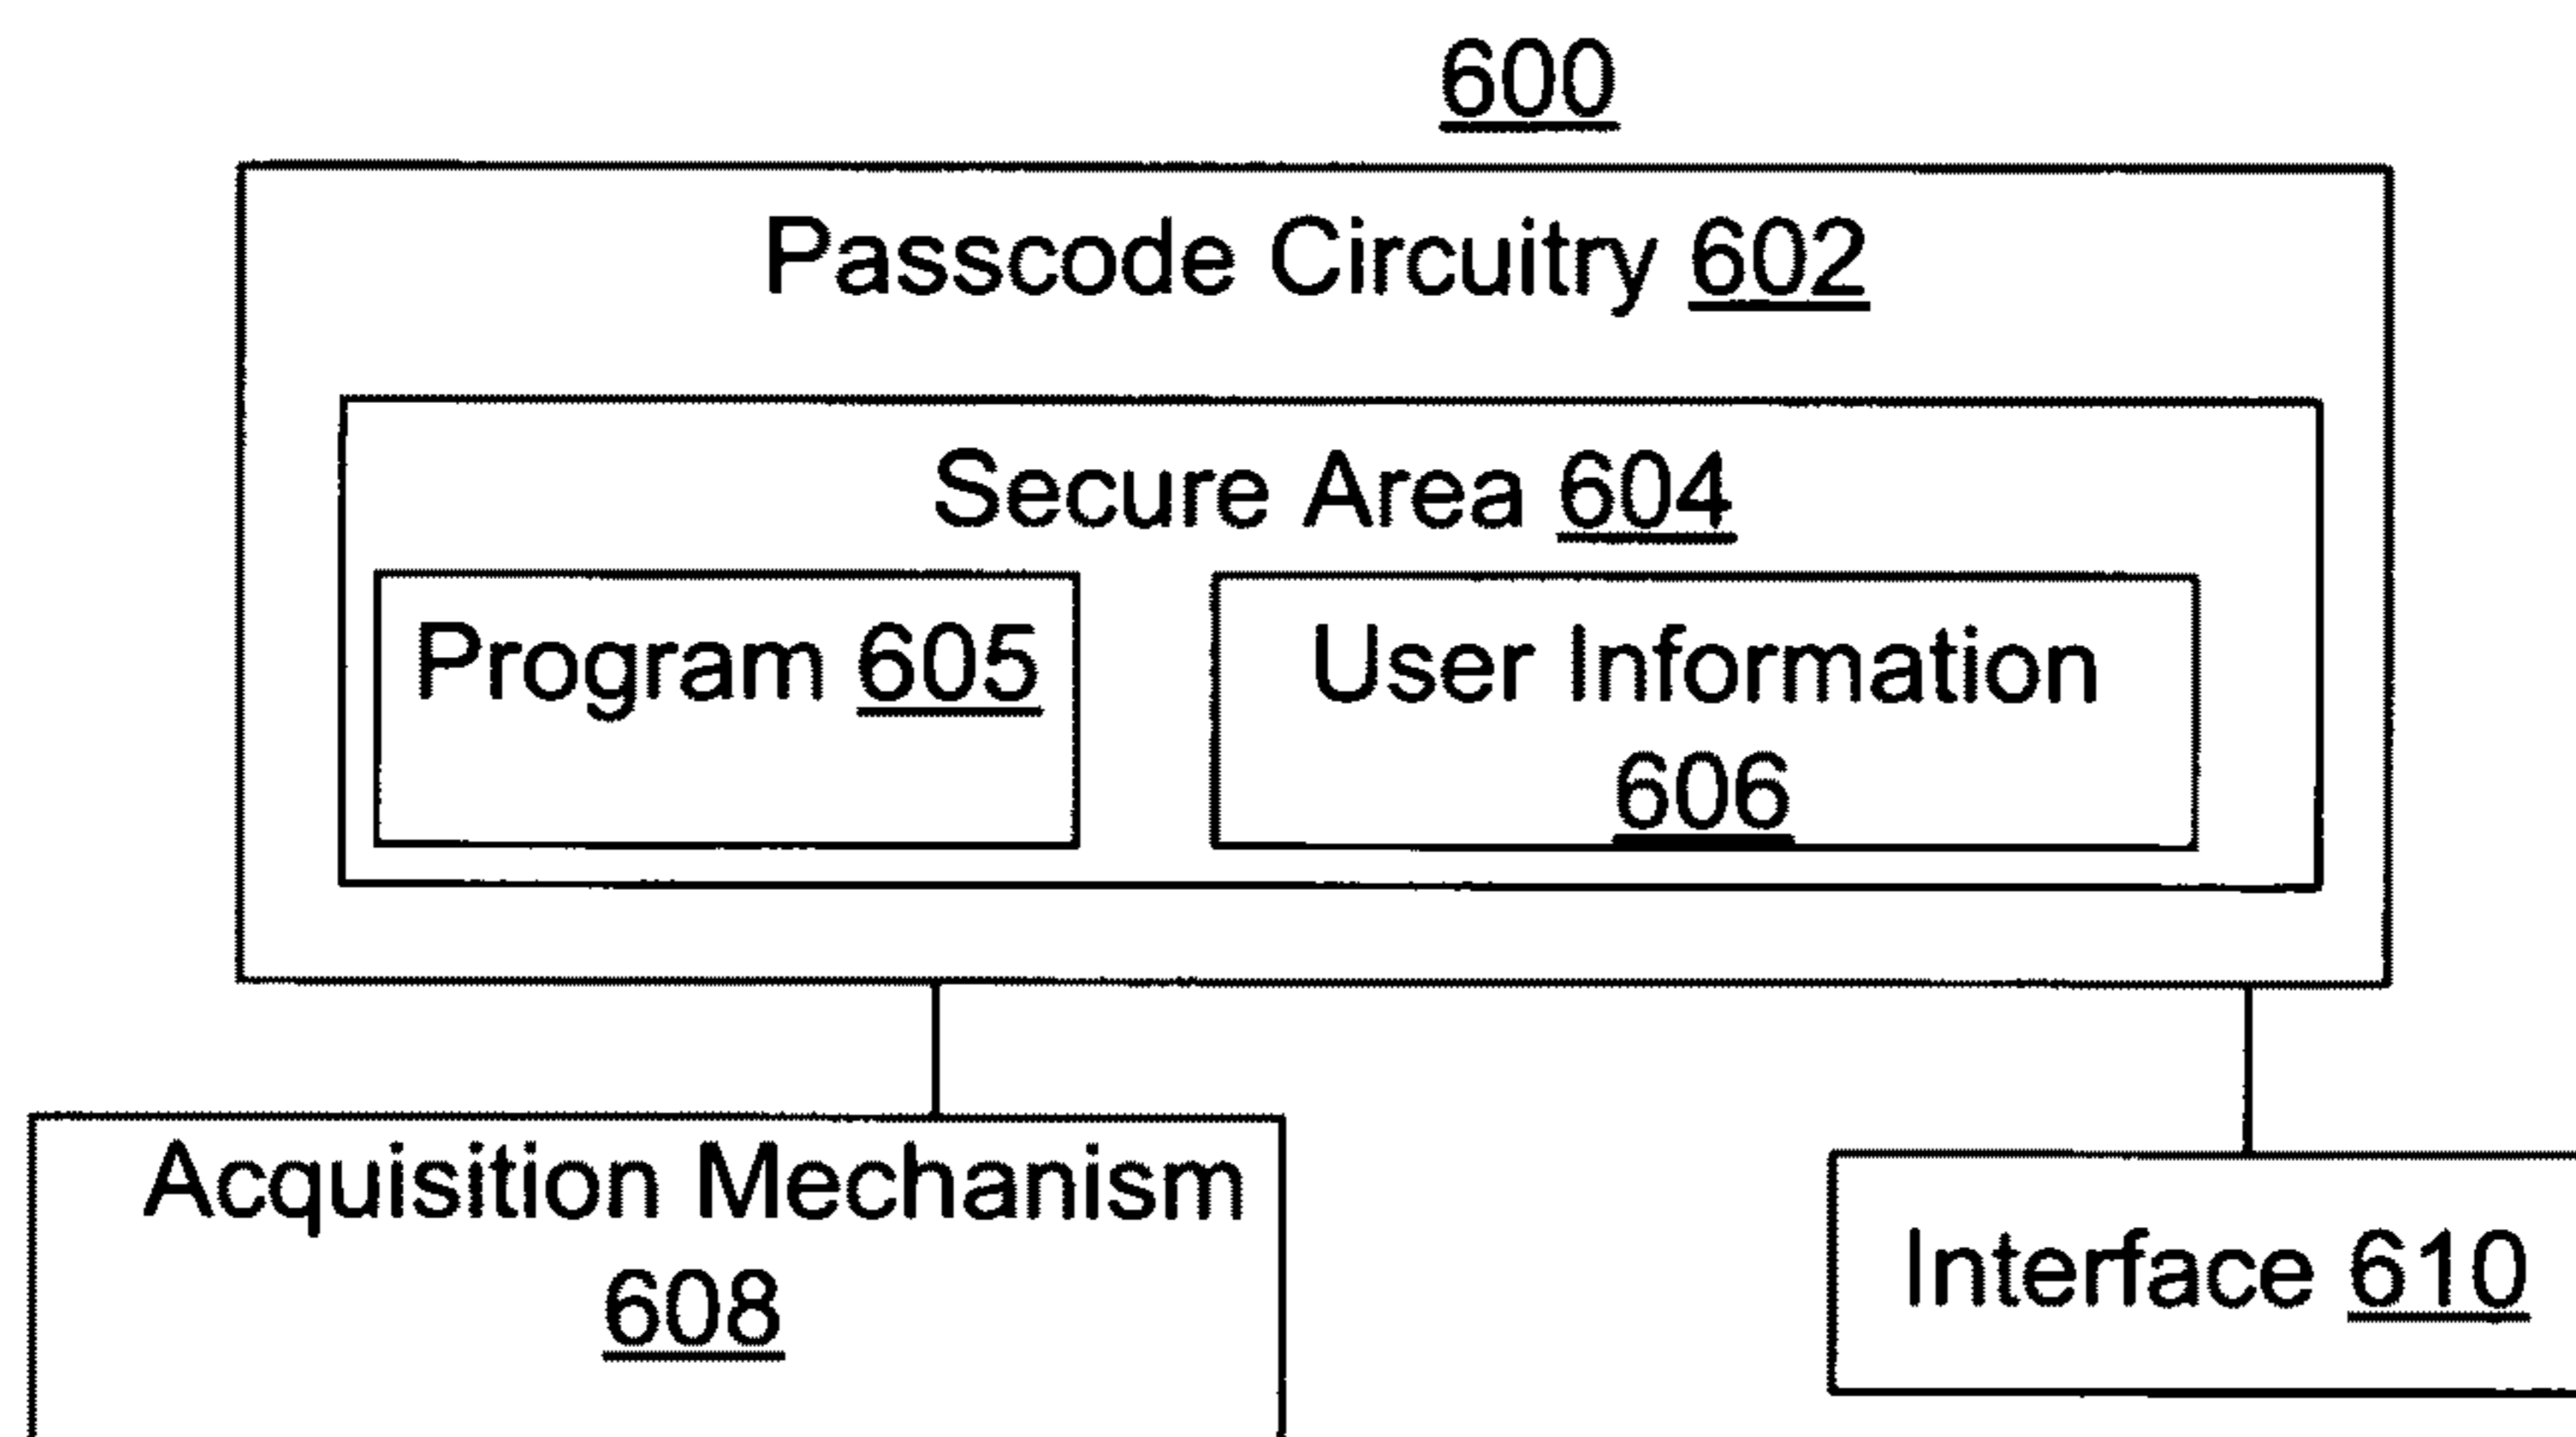 600
Passcode Circuitry 602
Secure Area 604
Program 605
User Information
606
Acquisition Mechanism
608
Interface 610